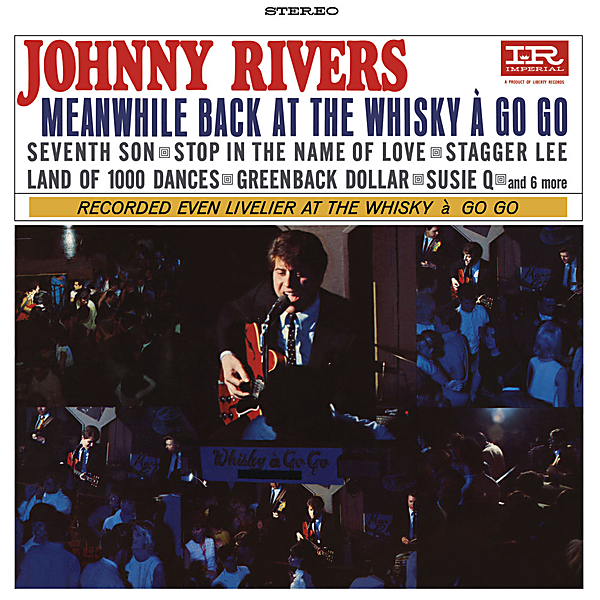 STEREO
JOHNNY RIVERS
IR
IMPERIAL
A PRODUCT OF LIBERTY RECORDS
MEANWHILE BACK AT THE WHISKY À GO GO
SEVENTH SON STOP IN THE NAME OF LOVE STAGGER LEE
LAND OF 1000 DANCES GREENBACK DOLLAR SUSIE Q and 6 more
RECORDED EVEN LIVELIER AT THE WHISKY à GO GO
Whisky à Go Go